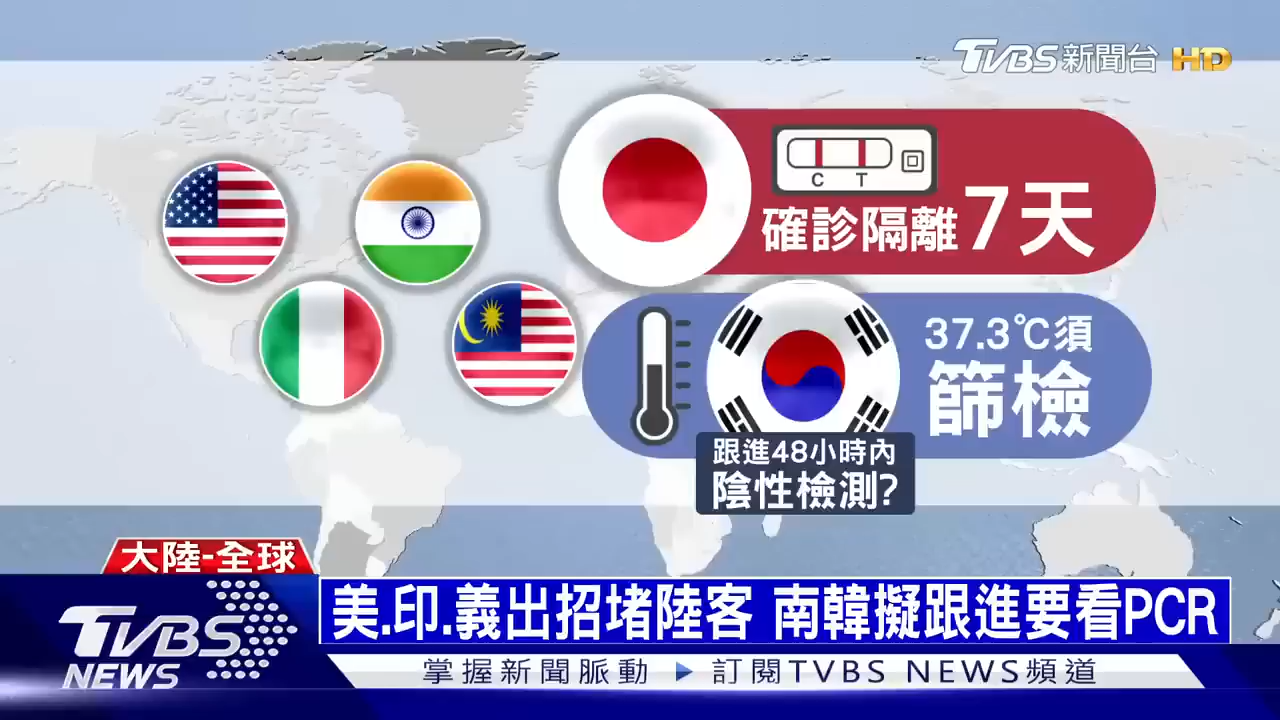 TVBS新聞台 HD
C T
確診隔離7天
37.3℃須
篩檢
跟進48小時內
陰性檢測?
大陸-全球
美.印.義出招堵陸客 南韓擬跟進要看PCR
TVBS
NEWS
掌握新聞脈動 ▶ 訂閱TVBS NEWS頻道